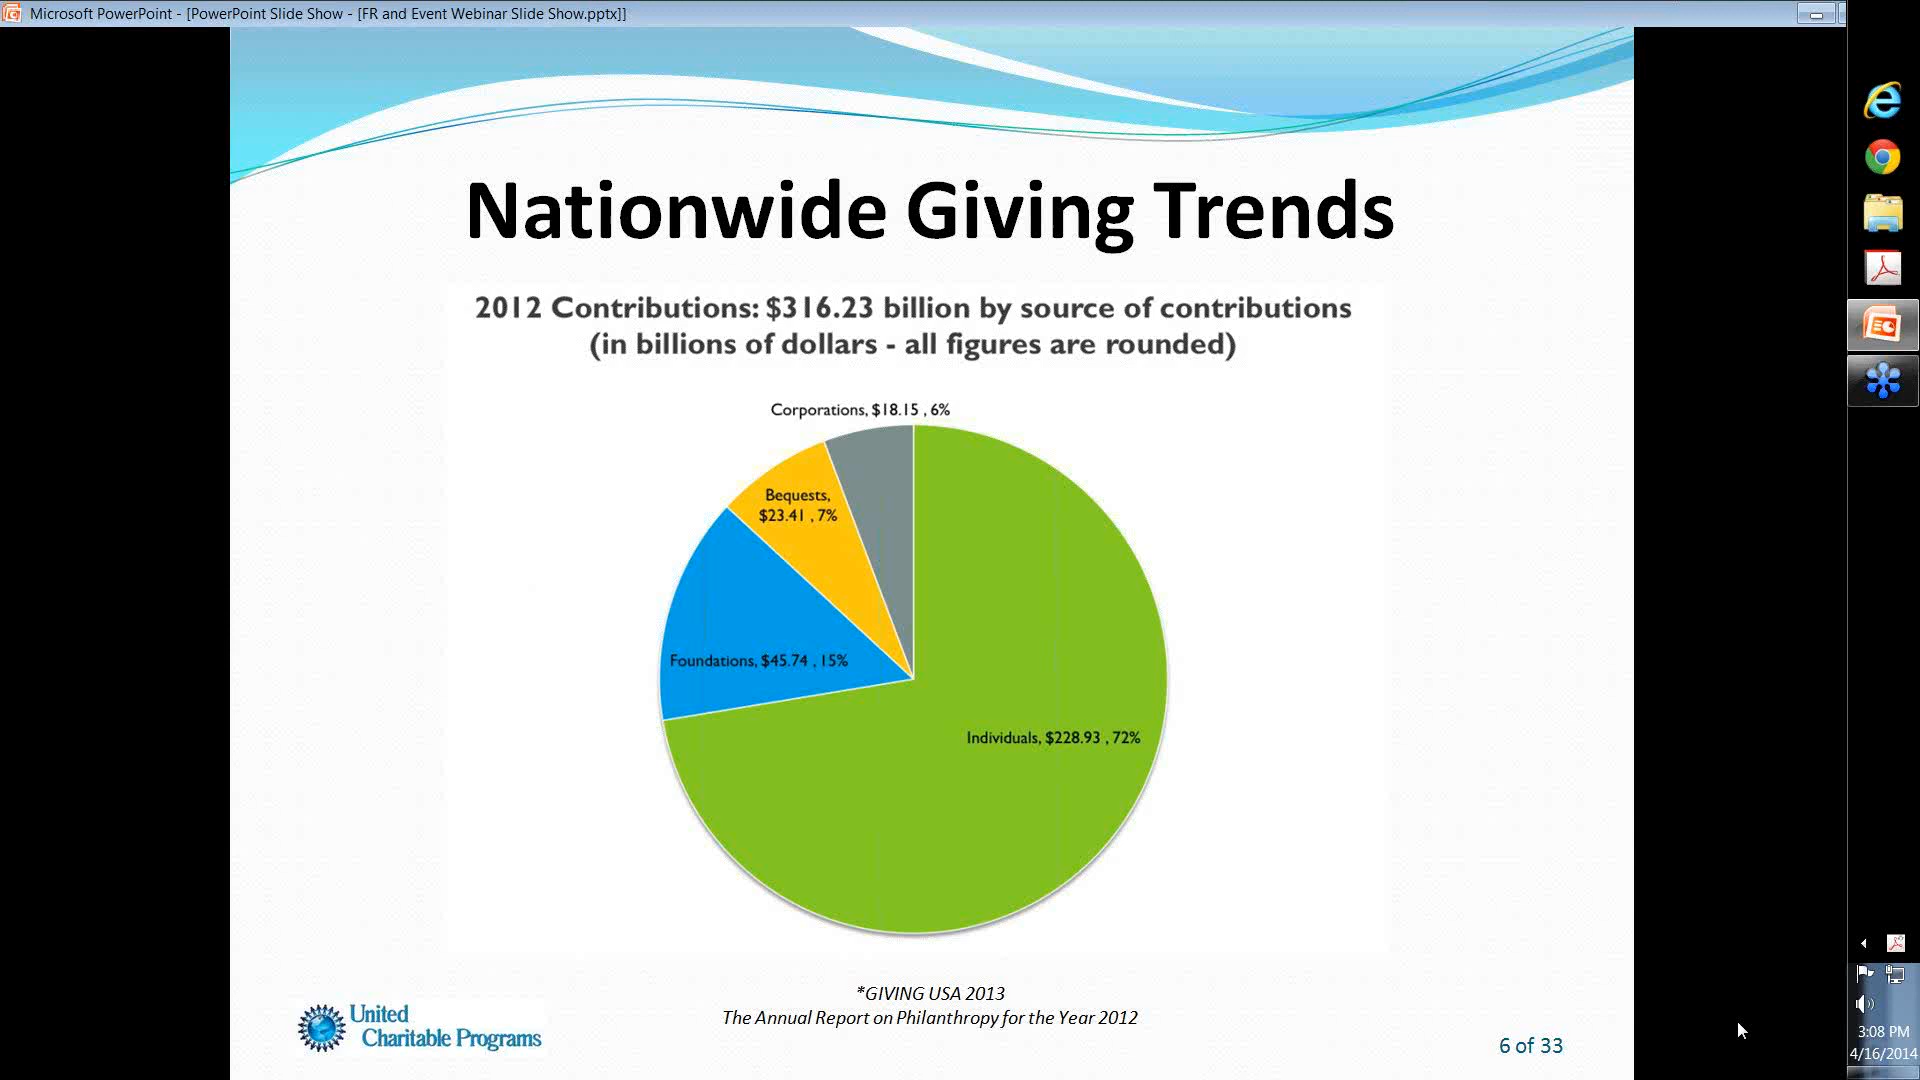 Microsoft PowerPoint - [PowerPoint Slide Show - [FR and Event Webinar Slide Show.pptx]]
Nationwide Giving Trends
2012 Contributions: $316.23 billion by source of contributions
(in billions of dollars - all figures are rounded)
Corporations, $18.15 , 6%
Bequests,
$23.41 , 7%
Foundations, $45.74 , 15%
Individuals, $228.93 , 72%
*GIVING USA 2013
The Annual Report on Philanthropy for the Year 2012
United
Charitable Programs
6 of 33
3:08 PM
4/16/2014